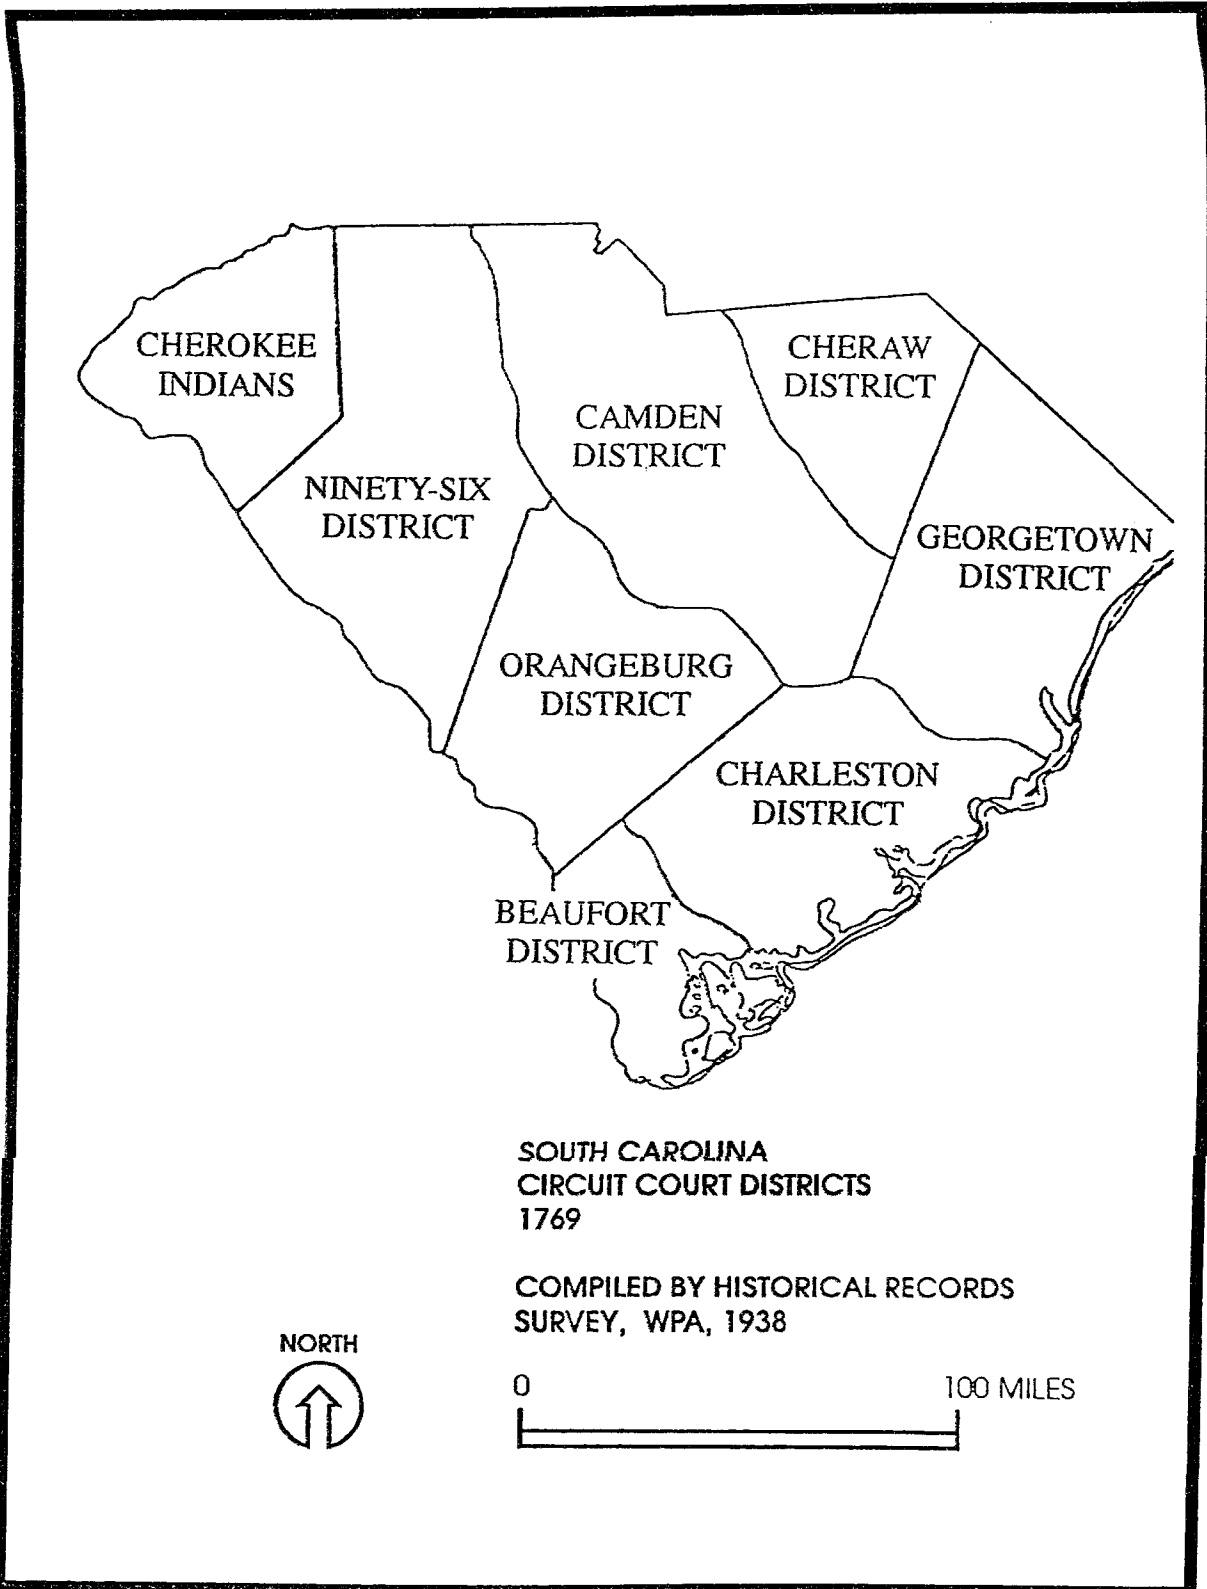 CHEROKEE
INDIANS
NINETY-SIX
DISTRICT
CAMDEN
DISTRICT
CHERAW
DISTRICT
GEORGETOWN
DISTRICT
ORANGEBURG
DISTRICT
CHARLESTON
DISTRICT
BEAUFORT
DISTRICT
SOUTH CAROLINA
CIRCUIT COURT DISTRICTS
1769
COMPILED BY HISTORICAL RECORDS
SURVEY, WPA, 1938
NORTH
0
100 MILES